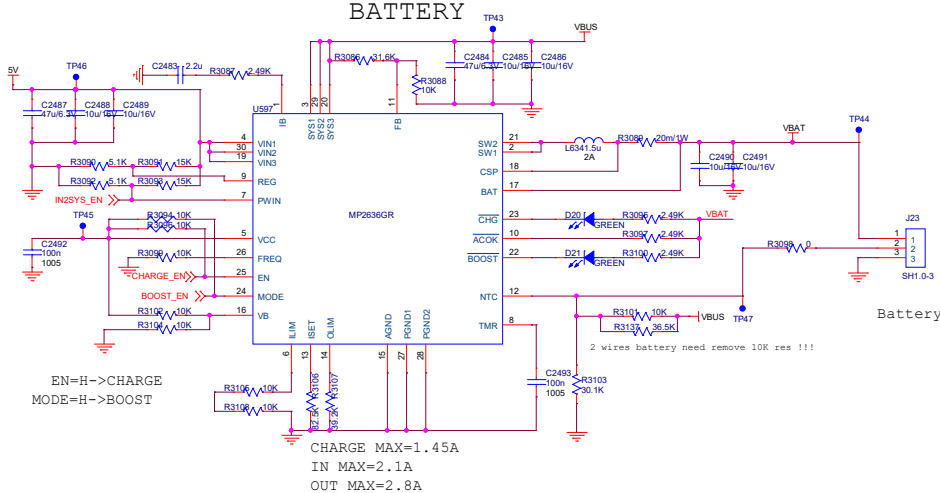 BATTERY
TP43
VBUS
C2483 2.2u
R3087 2.49K
R3086 31.6K
R3088
10K
C2484
47u/6.3V
C2485
10u/16V
C2486
10u/16V
5V
TP46
C2487
47u/6.3V
C2488
10u/16V
C2489
10u/16V
U597
1
IB
3
SYS1
29
SYS2
20
SYS3
11
FB
4
VIN1
30
VIN2
19
VIN3
9
REG
7
PWIN
5
VCC
26
FREQ
25
EN
24
MODE
16
VB
MP2636GR
21
SW2
2
SW1
18
CSP
17
BAT
23
CHG
10
ACOK
22
BOOST
12
NTC
8
TMR
6
ILIM
13
ISET
14
OLIM
15
AGND
27
PGND1
28
PGND2
R3090 5.1K
R3091 15K
R3092 5.1K
R3093 15K
IN2SYS_EN
TP45
R3094 10K
R3095 10K
C2492
100n
1005
R3099 10K
CHARGE_EN
BOOST_EN
R3102 10K
R3104 10K
R3105 10K
R3108 10K
R3106
82.5K
R3107
39.2K
L634 1.5u
2A
R3089 20m/1W
VBAT
TP44
C2490
10u/16V
C2491
10u/16V
D20
GREEN
R3096 2.49K
VBAT
R3097 2.49K
D21
GREEN
R3100 2.49K
R3098 0
J23
1
2
3
1
2
3
SH1.0-3
Battery
TP47
R3101 10K
VBUS
R3137 36.5K
2 wires battery need remove 10K res !!!
C2493
100n
1005
R3103
30.1K
EN=H->CHARGE
MODE=H->BOOST
CHARGE MAX=1.45A
IN MAX=2.1A
OUT MAX=2.8A